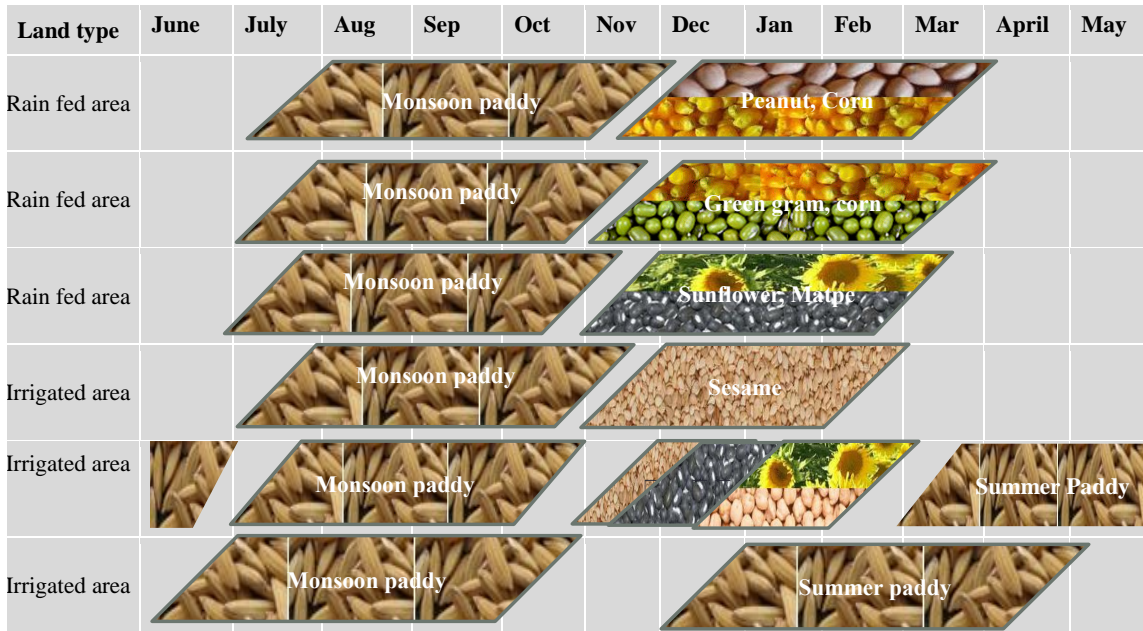 Land type June July Aug Sep Oct Nov Dec Jan Feb Mar April May
Rain fed area Monsoon paddy Peanut, Corn
Rain fed area Monsoon paddy Green gram, corn
Rain fed area Monsoon paddy Sunflower, Matpe
Irrigated area Monsoon paddy Sesame
Irrigated area Monsoon paddy Summer Paddy
Irrigated area Monsoon paddy Summer paddy